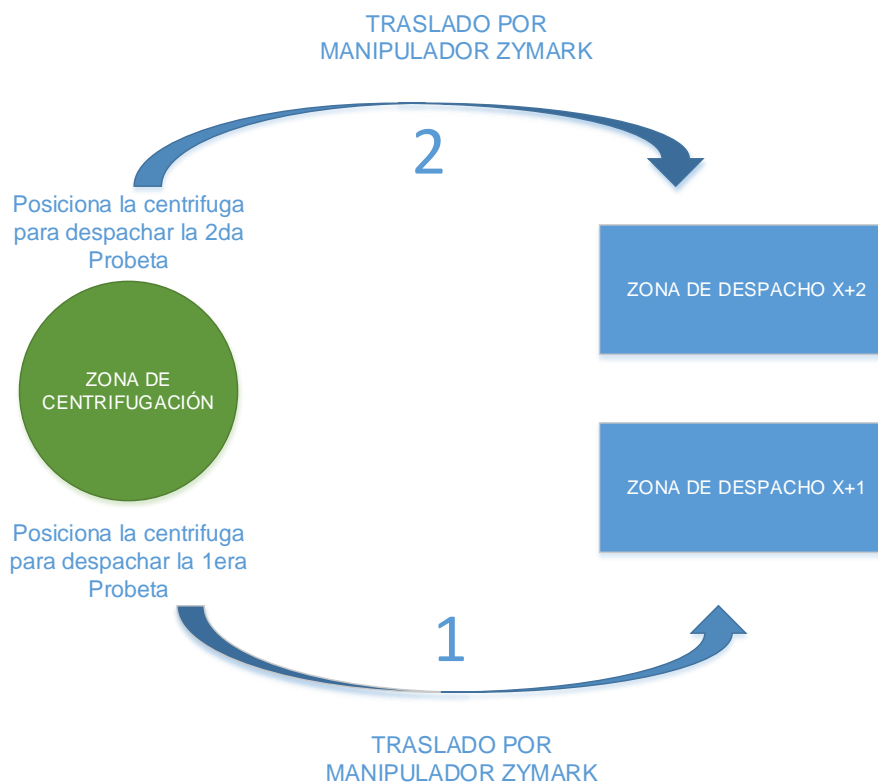 TRASLADO POR
MANIPULADOR ZYMARK
2
Posiciona la centrifuga
para despachar la 2da
Probeta
ZONA DE DESPACHO X+2
ZONA DE
CENTRIFUGACIÓN
ZONA DE DESPACHO X+1
Posiciona la centrifuga
para despachar la 1era
Probeta
1
TRASLADO POR
MANIPULADOR ZYMARK